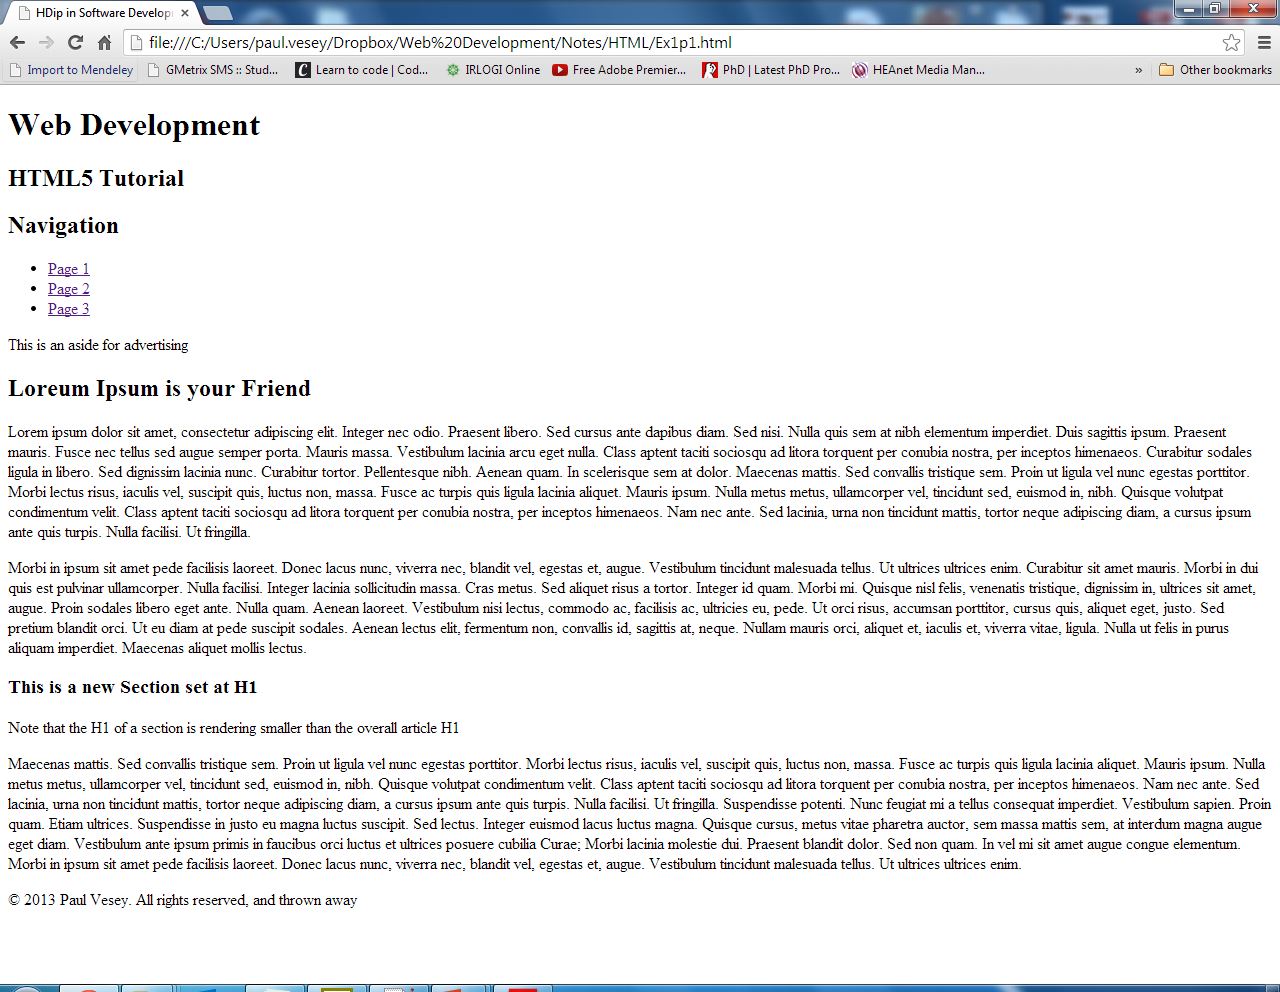 HDip in Software Develop
file:///C:/Users/paul.vesey/Dropbox/Web%20Development/Notes/HTML/Ex1p1.html
Import to Mendeley GMetrix SMS :: Stud... Learn to code | Cod... IRLOGI Online Free Adobe Premier... PhD | Latest PhD Pro... HEAnet Media Man... » Other bookmarks
Web Development
HTML5 Tutorial
Navigation
• Page 1
• Page 2
• Page 3
This is an aside for advertising
Loreum Ipsum is your Friend
Lorem ipsum dolor sit amet, consectetur adipiscing elit. Integer nec odio. Praesent libero. Sed cursus ante dapibus diam. Sed nisi. Nulla quis sem at nibh elementum imperdiet. Duis sagittis ipsum. Praesent
mauris. Fusce nec tellus sed augue semper porta. Mauris massa. Vestibulum lacinia arcu eget nulla. Class aptent taciti sociosqu ad litora torquent per conubia nostra, per inceptos himenaeos. Curabitur sodales
ligula in libero. Sed dignissim lacinia nunc. Curabitur tortor. Pellentesque nibh. Aenean quam. In scelerisque sem at dolor. Maecenas mattis. Sed convallis tristique sem. Proin ut ligula vel nunc egestas porttitor.
Morbi lectus risus, iaculis vel, suscipit quis, luctus non, massa. Fusce ac turpis quis ligula lacinia aliquet. Mauris ipsum. Nulla metus metus, ullamcorper vel, tincidunt sed, euismod in, nibh. Quisque volutpat
condimentum velit. Class aptent taciti sociosqu ad litora torquent per conubia nostra, per inceptos himenaeos. Nam nec ante. Sed lacinia, urna non tincidunt mattis, tortor neque adipiscing diam, a cursus ipsum
ante quis turpis. Nulla facilisi. Ut fringilla.
Morbi in ipsum sit amet pede facilisis laoreet. Donec lacus nunc, viverra nec, blandit vel, egestas et, augue. Vestibulum tincidunt malesuada tellus. Ut ultrices ultrices enim. Curabitur sit amet mauris. Morbi in dui
quis est pulvinar ullamcorper. Nulla facilisi. Integer lacinia sollicitudin massa. Cras metus. Sed aliquet risus a tortor. Integer id quam. Morbi mi. Quisque nisl felis, venenatis tristique, dignissim in, ultrices sit amet,
augue. Proin sodales libero eget ante. Nulla quam. Aenean laoreet. Vestibulum nisi lectus, commodo ac, facilisis ac, ultricies eu, pede. Ut orci risus, accumsan porttitor, cursus quis, aliquet eget, justo. Sed
pretium blandit orci. Ut eu diam at pede suscipit sodales. Aenean lectus elit, fermentum non, convallis id, sagittis at, neque. Nullam mauris orci, aliquet et, iaculis et, viverra vitae, ligula. Nulla ut felis in purus
aliquam imperdiet. Maecenas aliquet mollis lectus.
This is a new Section set at H1
Note that the H1 of a section is rendering smaller than the overall article H1
Maecenas mattis. Sed convallis tristique sem. Proin ut ligula vel nunc egestas porttitor. Morbi lectus risus, iaculis vel, suscipit quis, luctus non, massa. Fusce ac turpis quis ligula lacinia aliquet. Mauris ipsum. Nulla
metus metus, ullamcorper vel, tincidunt sed, euismod in, nibh. Quisque volutpat condimentum velit. Class aptent taciti sociosqu ad litora torquent per conubia nostra, per inceptos himenaeos. Nam nec ante. Sed
lacinia, urna non tincidunt mattis, tortor neque adipiscing diam, a cursus ipsum ante quis turpis. Nulla facilisi. Ut fringilla. Suspendisse potenti. Nunc feugiat mi a tellus consequat imperdiet. Vestibulum sapien. Proin
quam. Etiam ultrices. Suspendisse in justo eu magna luctus suscipit. Sed lectus. Integer euismod lacus luctus magna. Quisque cursus, metus vitae pharetra auctor, sem massa mattis sem, at interdum magna augue
eget diam. Vestibulum ante ipsum primis in faucibus orci luctus et ultrices posuere cubilia Curae; Morbi lacinia molestie dui. Praesent blandit dolor. Sed non quam. In vel mi sit amet augue congue elementum.
Morbi in ipsum sit amet pede facilisis laoreet. Donec lacus nunc, viverra nec, blandit vel, egestas et, augue. Vestibulum tincidunt malesuada tellus. Ut ultrices ultrices enim.
© 2013 Paul Vesey. All rights reserved, and thrown away